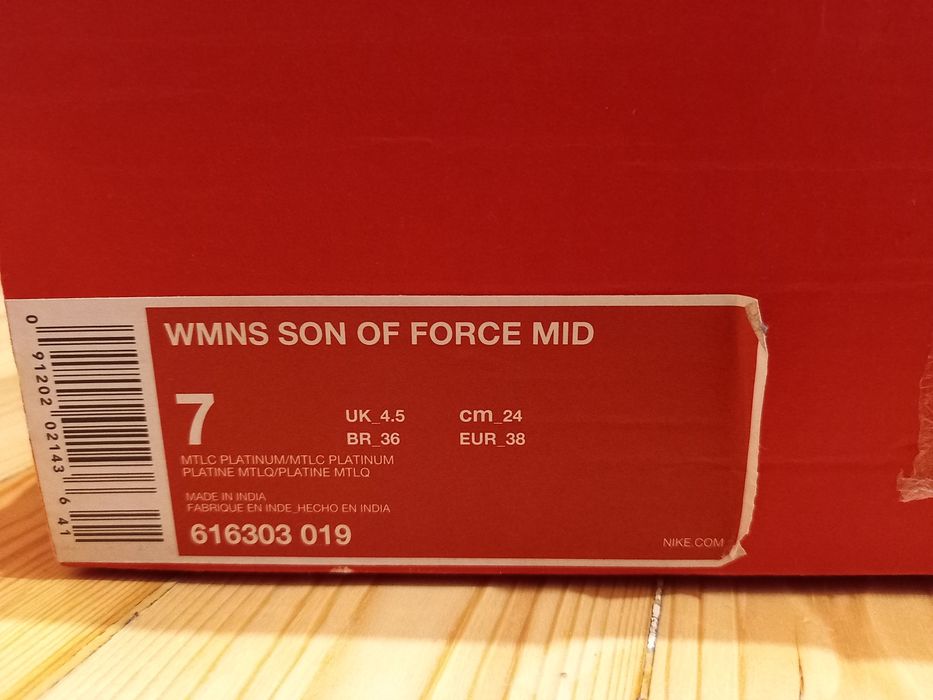 WMNS SON OF FORCE MID
7 UK_4.5 cm_24
BR_36 EUR_38
MTLC PLATINUM/MTLC PLATINUM
PLATINE MTLQ/PLATINE MTLQ
MADE IN INDIA
FABRIQUE EN INDE_HECHO EN INDIA
616303 019
NIKE.COM
0 91202 02143 6 41